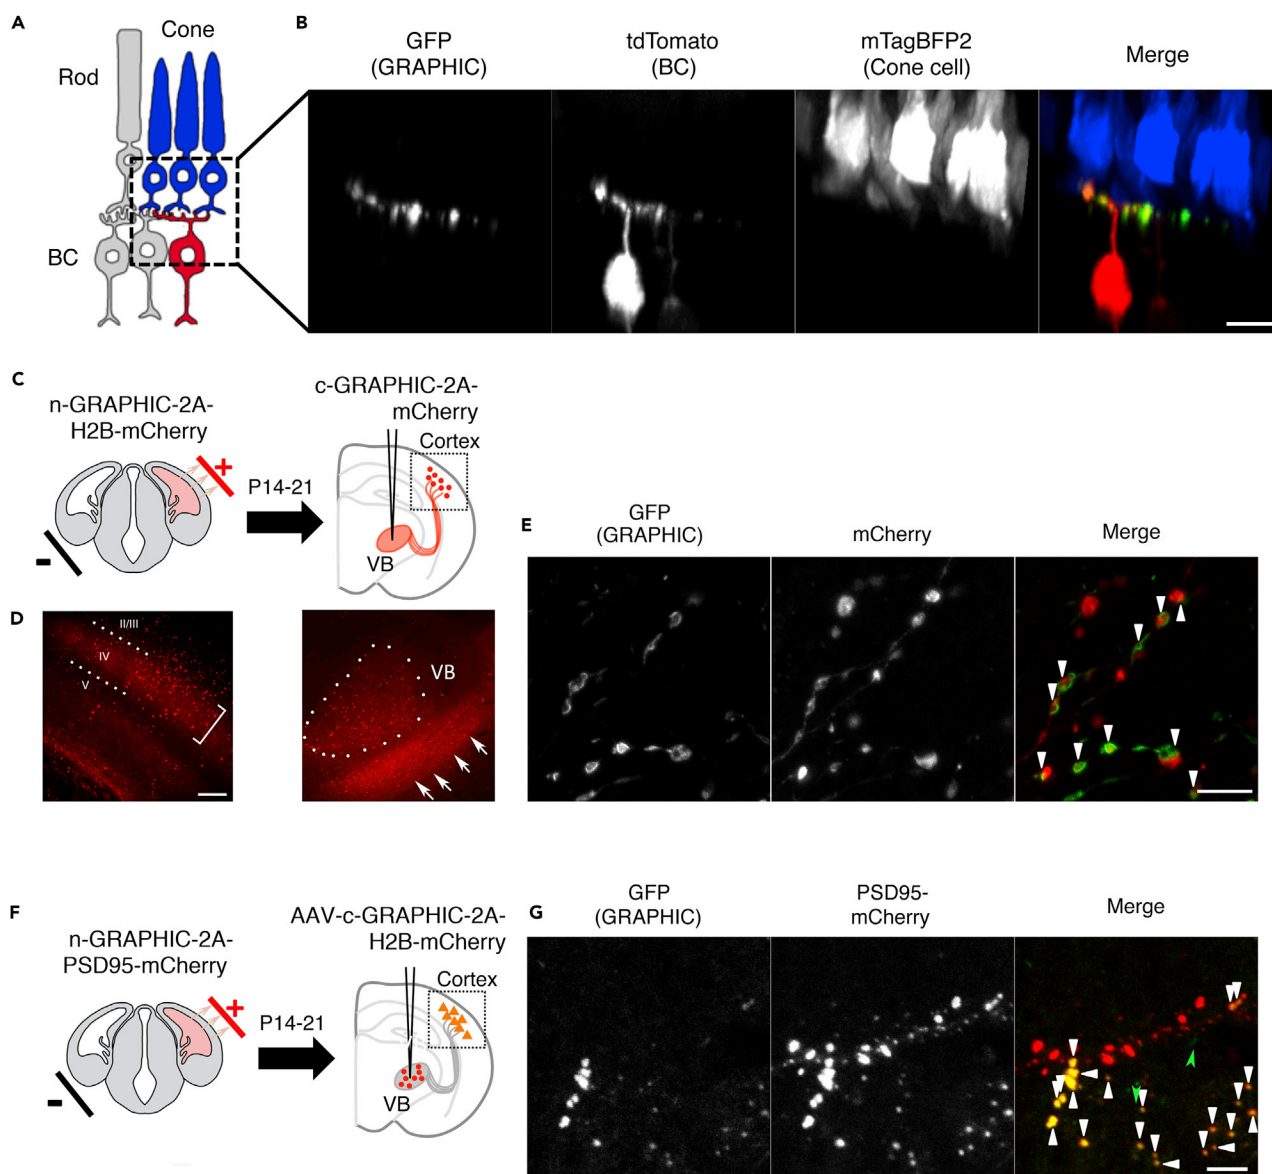 A
Cone
Rod
BC
B
GFP
(GRAPHIC)
tdTomato
(BC)
mTagBFP2
(Cone cell)
Merge
C
n-GRAPHIC-2A-
H2B-mCherry
+
-
P14-21
c-GRAPHIC-2A-
mCherry
Cortex
VB
D
II/III
IV
V
VB
E
GFP
(GRAPHIC)
mCherry
Merge
F
n-GRAPHIC-2A-
PSD95-mCherry
+
-
P14-21
AAV-c-GRAPHIC-2A-
H2B-mCherry
Cortex
VB
G
GFP
(GRAPHIC)
PSD95-
mCherry
Merge